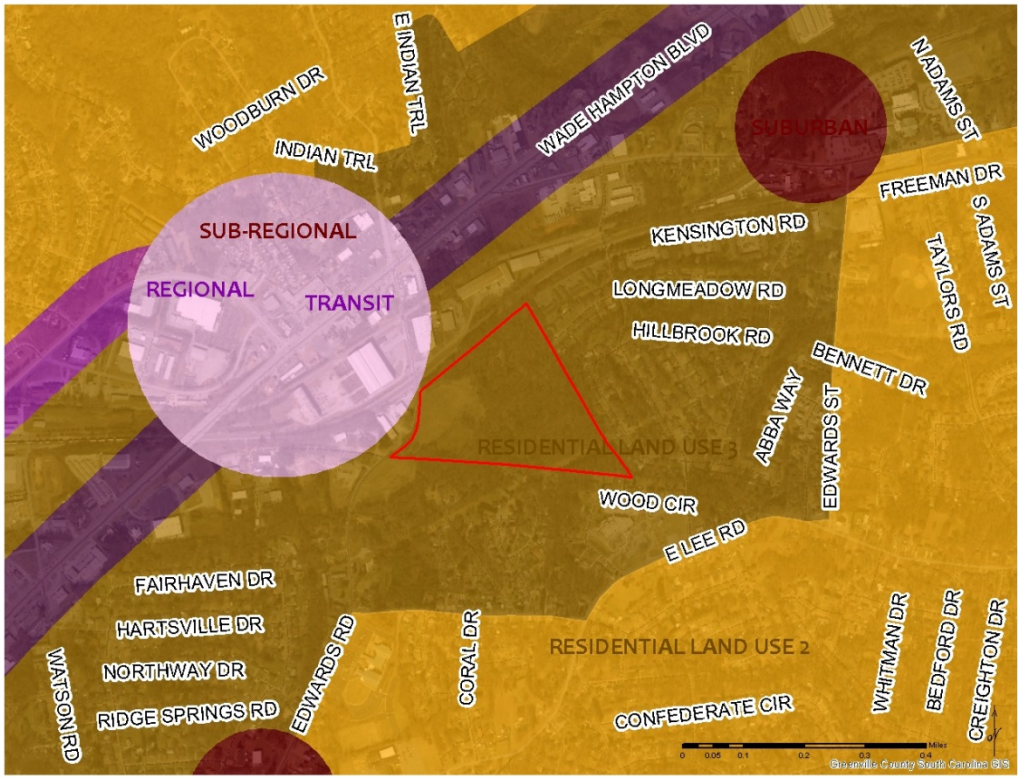 E INDIAN TRL
WOODBURN DR
INDIAN TRL
WADE HAMPTON BLVD
N ADAMS ST
SUBURBAN
FREEMAN DR
S ADAMS ST
TAYLORS RD
SUB-REGIONAL
REGIONAL
TRANSIT
KENSINGTON RD
LONGMEADOW RD
HILLBROOK RD
BENNETT DR
ABBA WAY
EDWARDS ST
RESIDENTIAL LAND USE 3
WOOD CIR
E LEE RD
FAIRHAVEN DR
HARTSVILLE DR
NORTHWAY DR
RIDGE SPRINGS RD
WATSON RD
EDWARDS RD
CORAL DR
RESIDENTIAL LAND USE 2
CONFEDERATE CIR
WHITMAN DR
BEDFORD DR
CREIGHTON DR
Miles
0 0.05 0.1 0.2 0.3 0.4
Greenville County South Carolina GIS